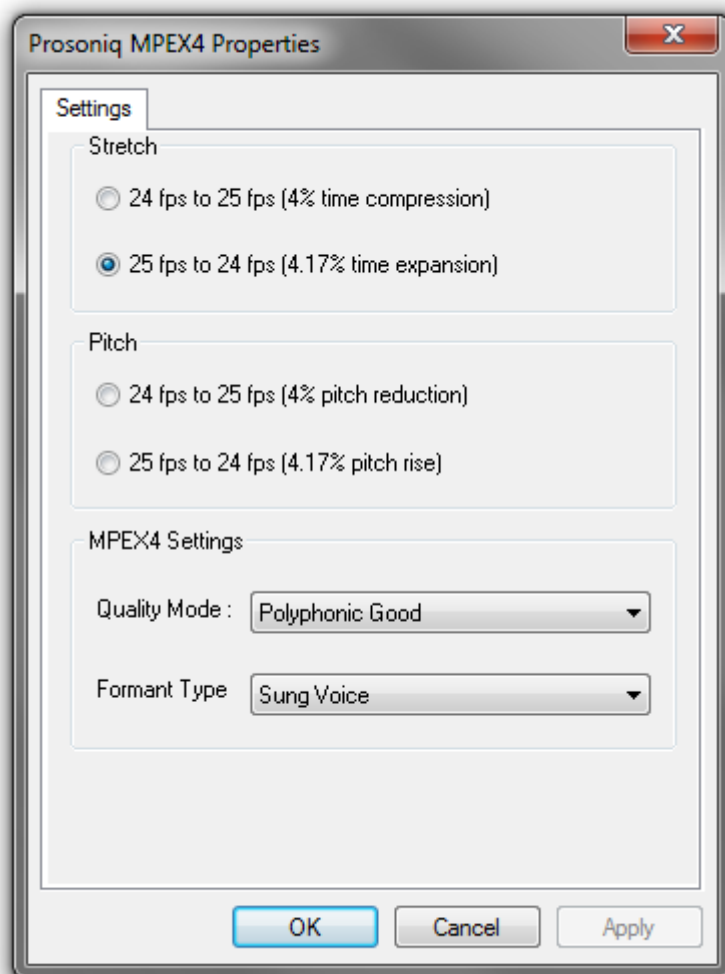 Prosoniq MPEX4 Properties
Settings
Stretch
24 fps to 25 fps (4% time compression)
25 fps to 24 fps (4.17% time expansion)
Pitch
24 fps to 25 fps (4% pitch reduction)
25 fps to 24 fps (4.17% pitch rise)
MPEX4 Settings
Quality Mode : Polyphonic Good
Formant Type Sung Voice
OK Cancel Apply